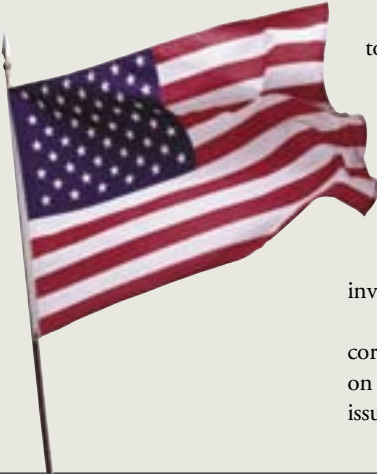 to
inv
cor
on
issu